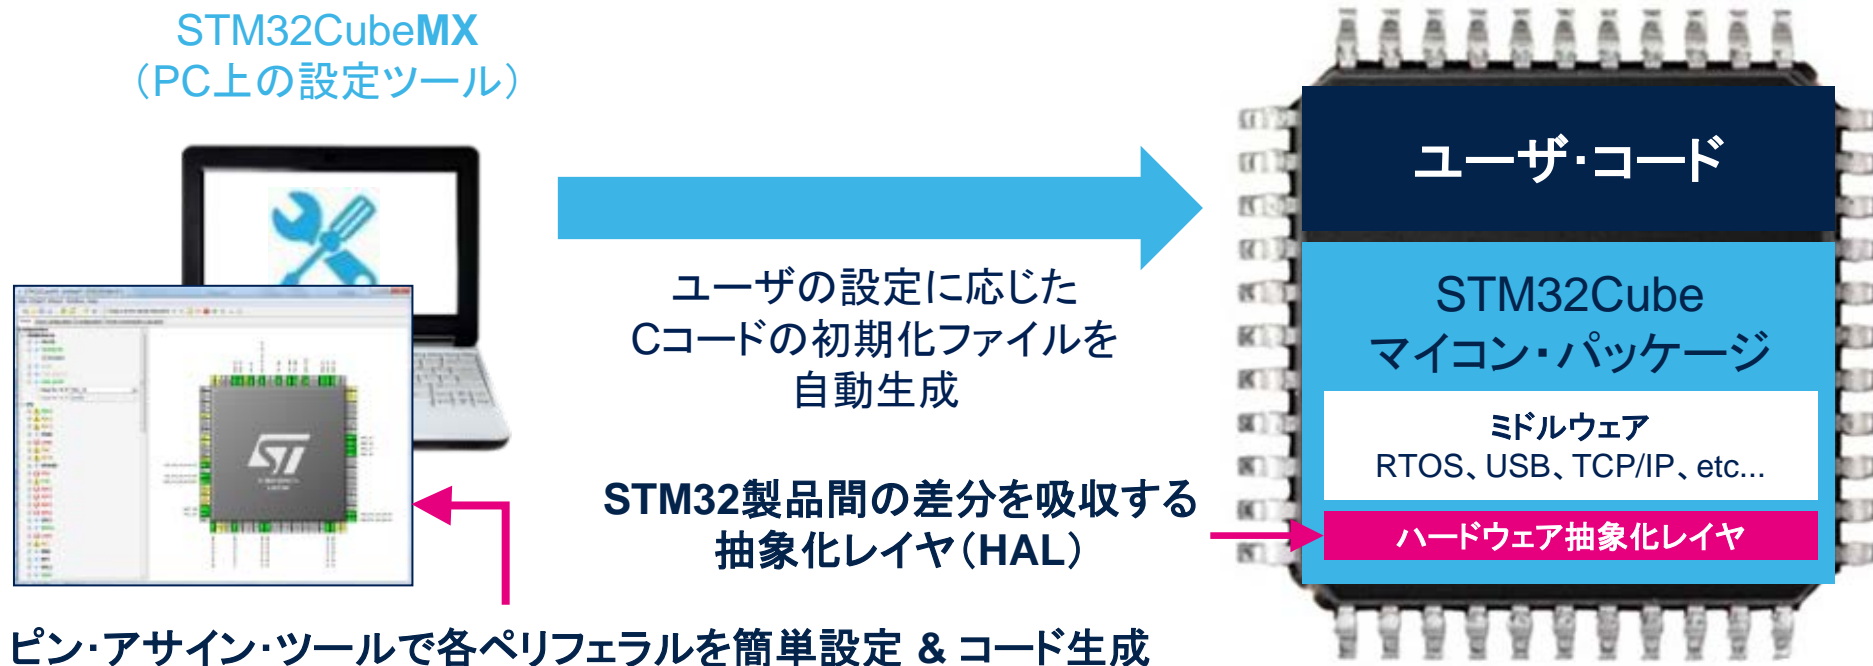 STM32CubeMX
（PC上の設定ツール）
ユーザの設定に応じた
Cコードの初期化ファイルを
自動生成
STM32製品間の差分を吸収する
抽象化レイヤ（HAL）
ピン・アサイン・ツールで各ペリフェラルを簡単設定 & コード生成
ユーザ・コード
STM32Cube
マイコン・パッケージ
ミドルウェア
RTOS、USB、TCP/IP、etc...
ハードウェア抽象化レイヤ